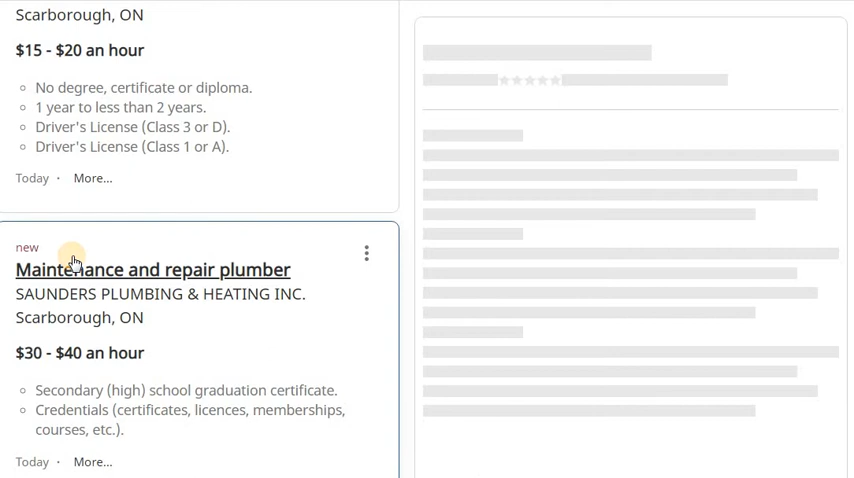 Scarborough, ON
$15 - $20 an hour
No degree, certificate or diploma.
1 year to less than 2 years.
Driver's License (Class 3 or D).
Driver's License (Class 1 or A).
Today · More...
new
Maintenance and repair plumber
SAUNDERS PLUMBING & HEATING INC.
Scarborough, ON
$30 - $40 an hour
Secondary (high) school graduation certificate.
Credentials (certificates, licences, memberships,
courses, etc.).
Today · More...